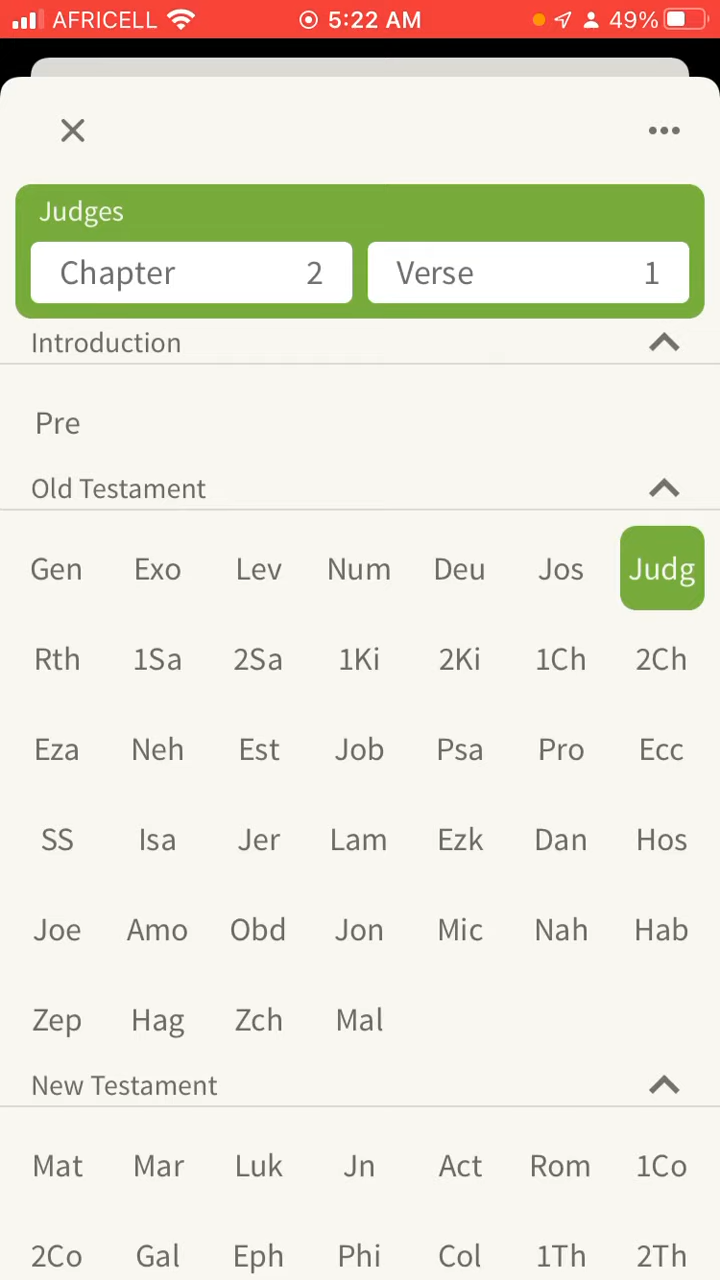 AFRICELL 5:22 AM 49%
Judges
Chapter 2 Verse 1
Introduction
Pre
Old Testament
Gen Exo Lev Num Deu Jos Judg
Rth 1Sa 2Sa 1Ki 2Ki 1Ch 2Ch
Eza Neh Est Job Psa Pro Ecc
SS Isa Jer Lam Ezk Dan Hos
Joe Amo Obd Jon Mic Nah Hab
Zep Hag Zch Mal
New Testament
Mat Mar Luk Jn Act Rom 1Co
2Co Gal Eph Phi Col 1Th 2Th